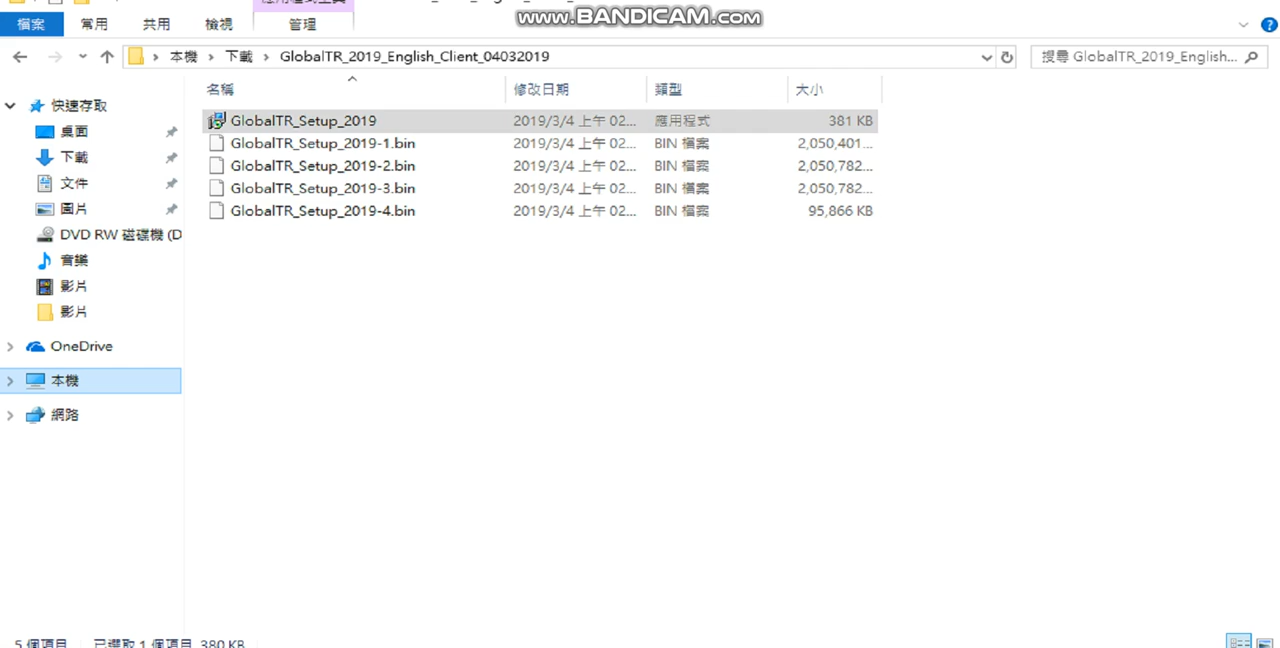 www.BANDICAM.com
檔案 常用 共用 檢視 管理
本機 下載 GlobalTR_2019_English_Client_04032019 搜尋 GlobalTR_2019_English...
名稱 修改日期 類型 大小
快速存取
桌面
下載
文件
圖片
DVD RW 磁碟機 (D
音樂
影片
影片
OneDrive
本機
網路
GlobalTR_Setup_2019 2019/3/4 上午 02... 應用程式 381 KB
GlobalTR_Setup_2019-1.bin 2019/3/4 上午 02... BIN 檔案 2,050,401...
GlobalTR_Setup_2019-2.bin 2019/3/4 上午 02... BIN 檔案 2,050,782...
GlobalTR_Setup_2019-3.bin 2019/3/4 上午 02... BIN 檔案 2,050,782...
GlobalTR_Setup_2019-4.bin 2019/3/4 上午 02... BIN 檔案 95,866 KB
5 個項目 已選取 1 個項目 380 KB